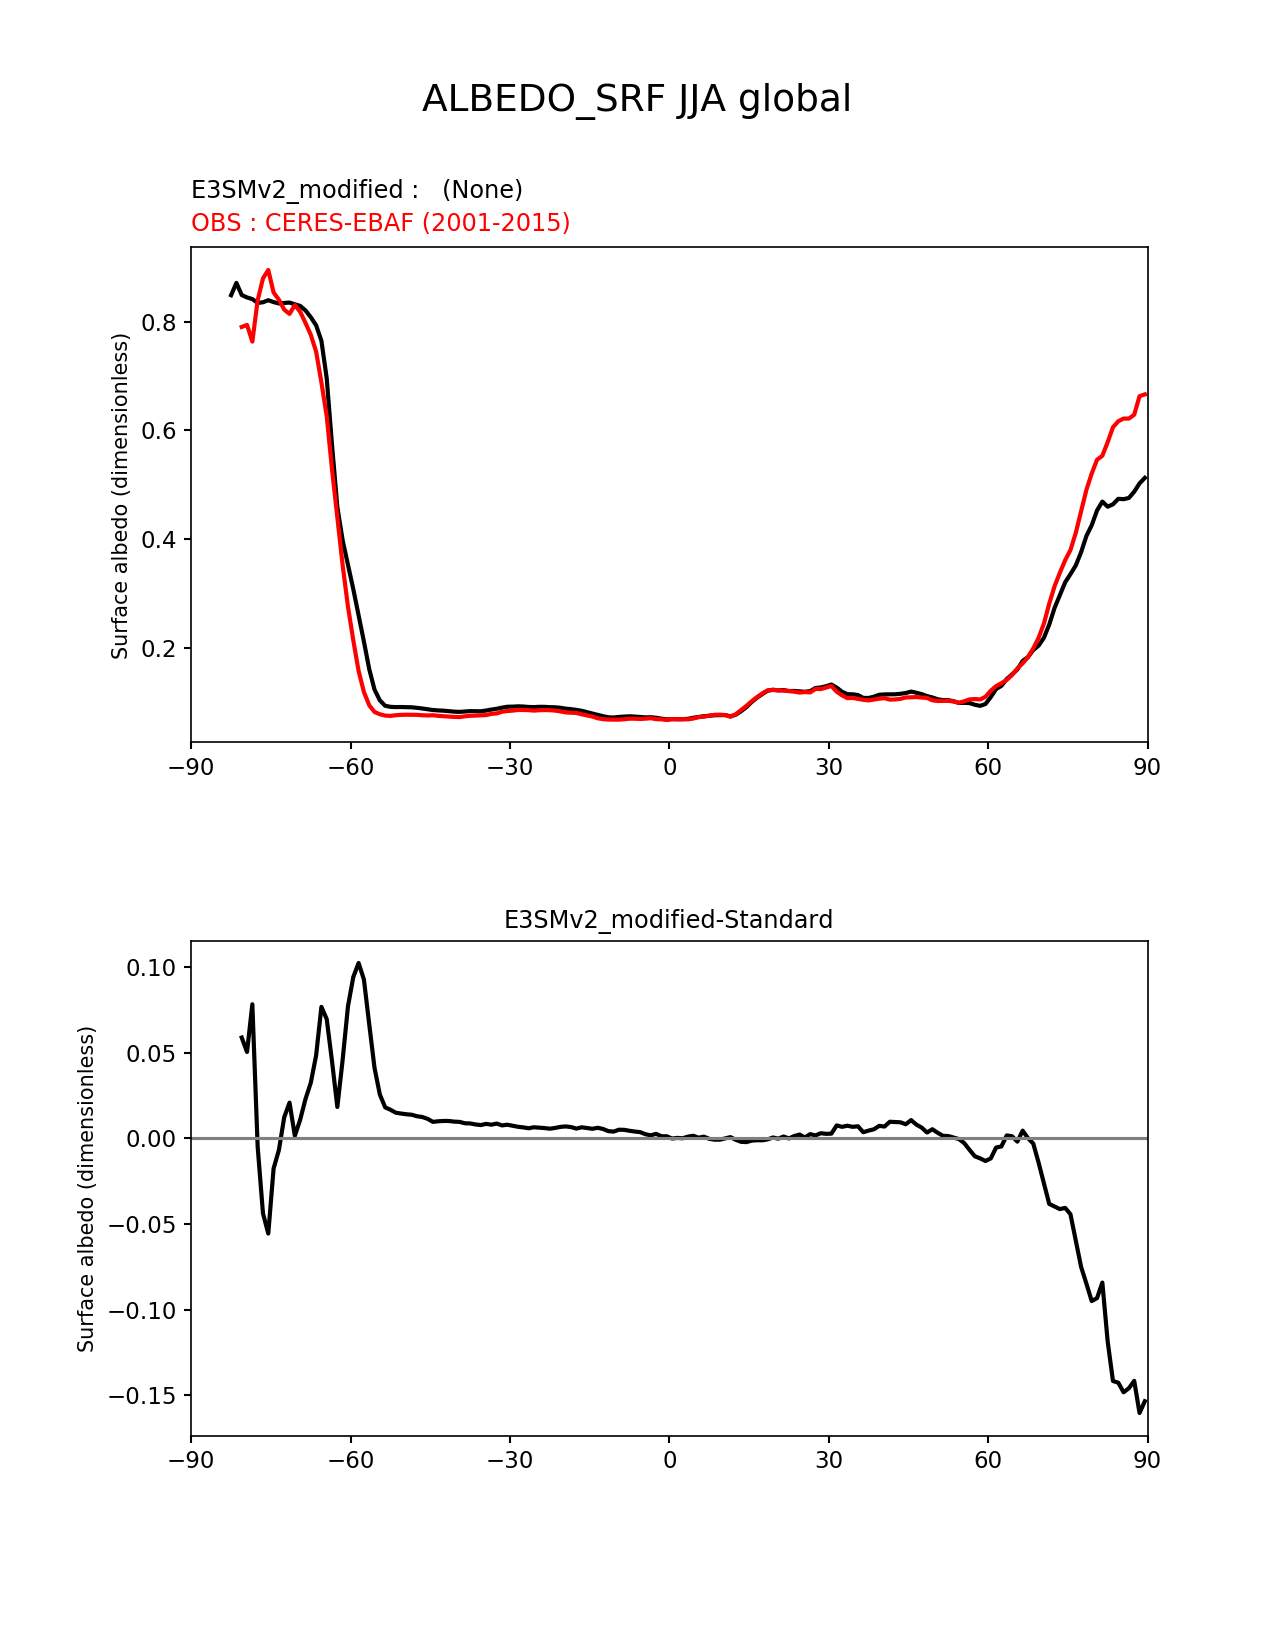 ALBEDO_SRF JJA global
E3SMv2_modified :   (None)
OBS : CERES-EBAF (2001-2015)
Surface albedo (dimensionless)
0.8
0.6
0.4
0.2
−90 −60 −30 0 30 60 90
E3SMv2_modified-Standard
Surface albedo (dimensionless)
0.10
0.05
0.00
−0.05
−0.10
−0.15
−90 −60 −30 0 30 60 90